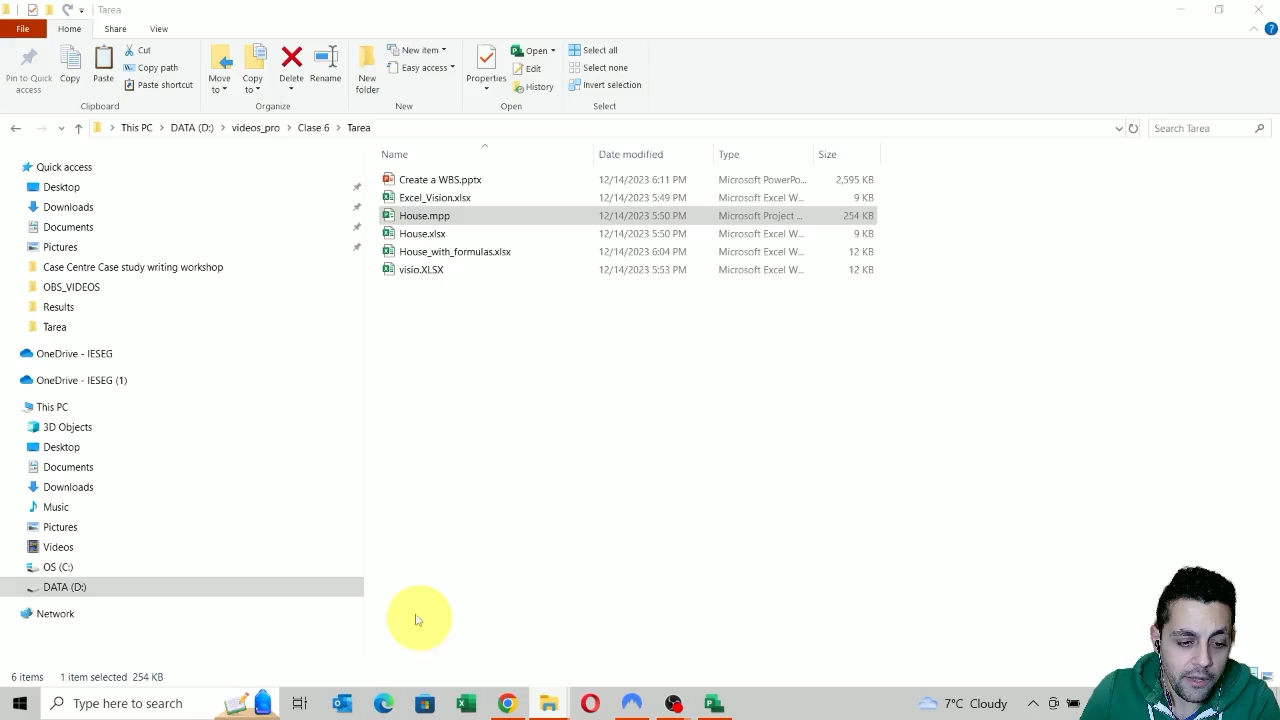 Tarea
File Home Share View
Pin to Quick access
Copy
Paste
Cut
Copy path
Paste shortcut
Clipboard
Move to
Copy to
Delete
Rename
Organize
New folder
New item
Easy access
New
Properties
Open
Edit
History
Open
Select all
Select none
Invert selection
Select
This PC > DATA (D:) > videos_pro > Clase 6 > Tarea
Search Tarea
Name Date modified Type Size
Create a WBS.pptx 12/14/2023 6:11 PM Microsoft PowerPo... 2,595 KB
Excel_Vision.xlsx 12/14/2023 5:49 PM Microsoft Excel W... 9 KB
House.mpp 12/14/2023 5:50 PM Microsoft Project ... 254 KB
House.xlsx 12/14/2023 5:50 PM Microsoft Excel W... 9 KB
House_with_formulas.xlsx 12/14/2023 6:04 PM Microsoft Excel W... 12 KB
visio.XLSX 12/14/2023 5:53 PM Microsoft Excel W... 12 KB
Quick access
Desktop
Downloads
Documents
Pictures
Case Centre Case study writing workshop
OBS_VIDEOS
Results
Tarea
OneDrive - IESEG
OneDrive - IESEG (1)
This PC
3D Objects
Desktop
Documents
Downloads
Music
Pictures
Videos
OS (C:)
DATA (D:)
Network
6 items 1 item selected 254 KB
Type here to search
7°C Cloudy